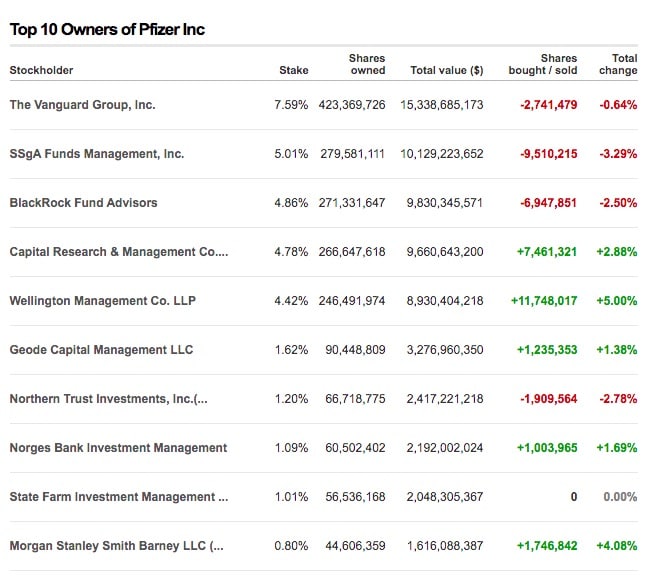 Top 10 Owners of Pfizer Inc
Stockholder Stake Shares owned Total value ($) Shares bought / sold Total change
The Vanguard Group, Inc. 7.59% 423,369,726 15,338,685,173 -2,741,479 -0.64%
SSgA Funds Management, Inc. 5.01% 279,581,111 10,129,223,652 -9,510,215 -3.29%
BlackRock Fund Advisors 4.86% 271,331,647 9,830,345,571 -6,947,851 -2.50%
Capital Research & Management Co.... 4.78% 266,647,618 9,660,643,200 +7,461,321 +2.88%
Wellington Management Co. LLP 4.42% 246,491,974 8,930,404,218 +11,748,017 +5.00%
Geode Capital Management LLC 1.62% 90,448,809 3,276,960,350 +1,235,353 +1.38%
Northern Trust Investments, Inc.(... 1.20% 66,718,775 2,417,221,218 -1,909,564 -2.78%
Norges Bank Investment Management 1.09% 60,502,402 2,192,002,024 +1,003,965 +1.69%
State Farm Investment Management ... 1.01% 56,536,168 2,048,305,367 0 0.00%
Morgan Stanley Smith Barney LLC (... 0.80% 44,606,359 1,616,088,387 +1,746,842 +4.08%